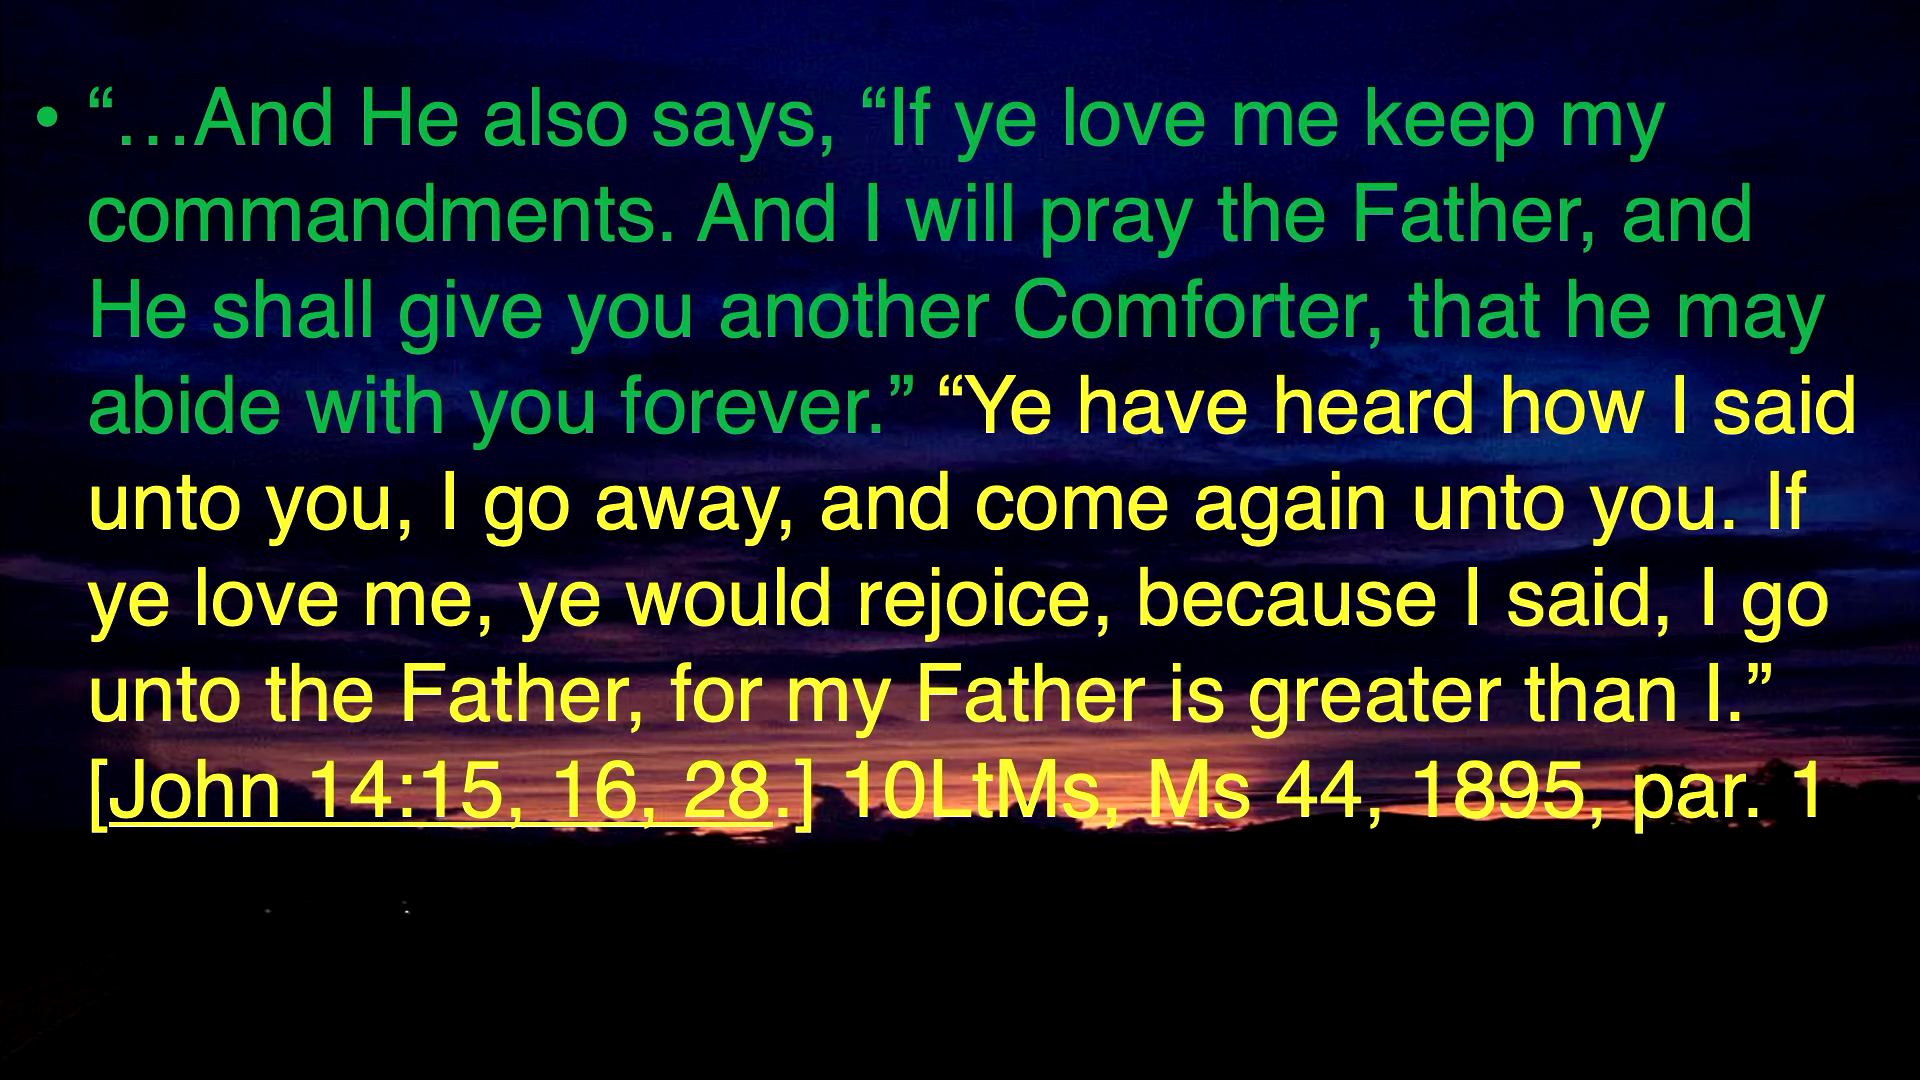 • “…And He also says, “If ye love me keep my
commandments. And I will pray the Father, and
He shall give you another Comforter, that he may
abide with you forever.” “Ye have heard how I said
unto you, I go away, and come again unto you. If
ye love me, ye would rejoice, because I said, I go
unto the Father, for my Father is greater than I.”
[John 14:15, 16, 28.] 10LtMs, Ms 44, 1895, par. 1